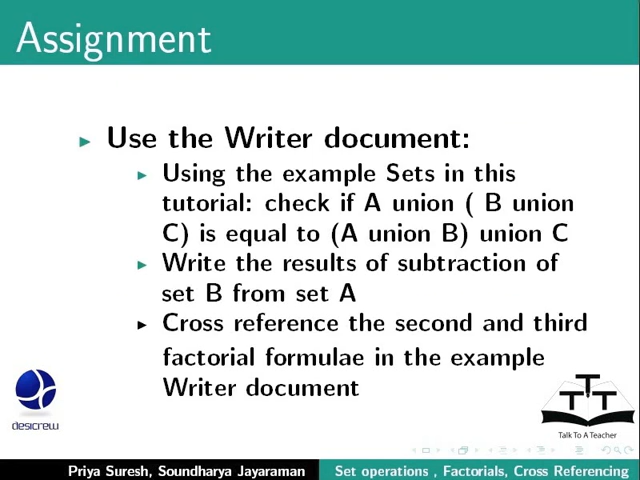 Assignment
Use the Writer document:
Using the example Sets in this
tutorial: check if A union ( B union
C) is equal to (A union B) union C
Write the results of subtraction of
set B from set A
Cross reference the second and third
factorial formulae in the example
Writer document
desicrew
TTT
Talk To A Teacher
Priya Suresh, Soundharya Jayaraman
Set operations , Factorials, Cross Referencing